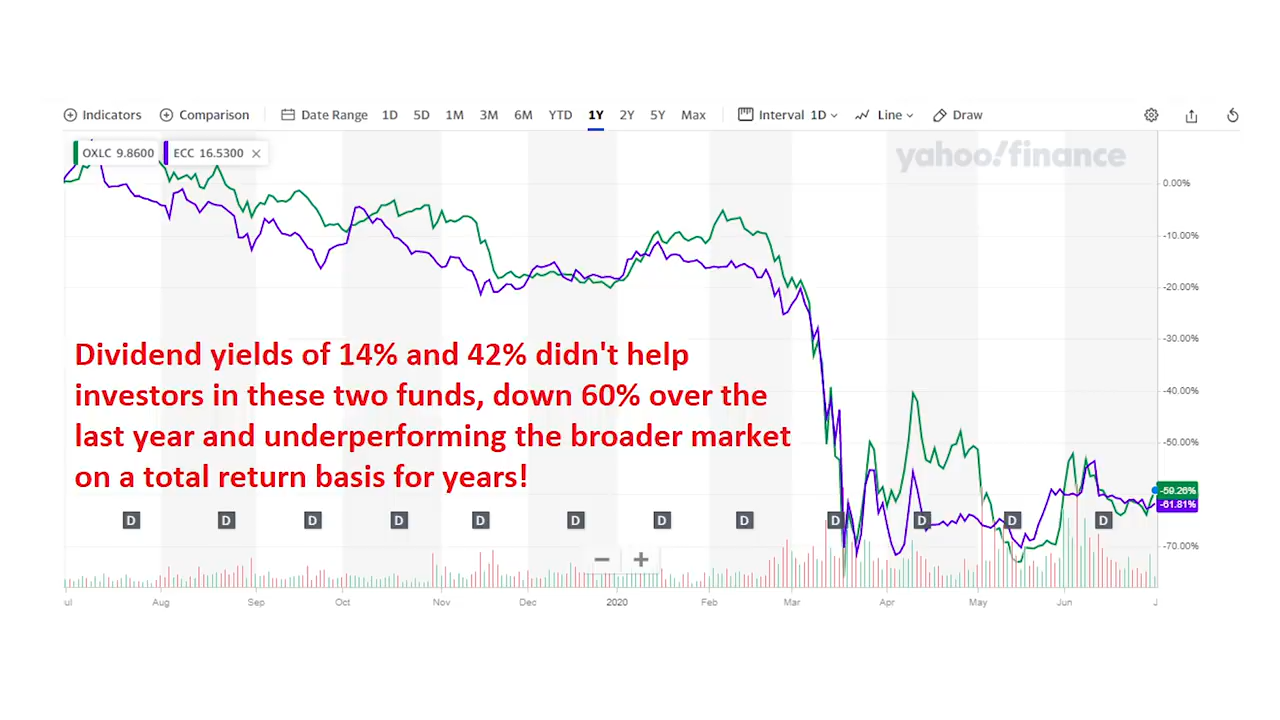 Indicators Comparison Date Range 1D 5D 1M 3M 6M YTD 1Y 2Y 5Y Max Interval 1D Line Draw
OXLC 9.8600 ECC 16.5300
yahoo!finance
0.00%
-10.00%
-20.00%
-30.00%
Dividend yields of 14% and 42% didn't help
investors in these two funds, down 60% over the
last year and underperforming the broader market
on a total return basis for years!
-40.00%
-50.00%
-59.26%
-61.81%
D D D D D D D D D D D D
-70.00%
ul Aug Sep Oct Nov Dec 2020 Feb Mar Apr May Jun J